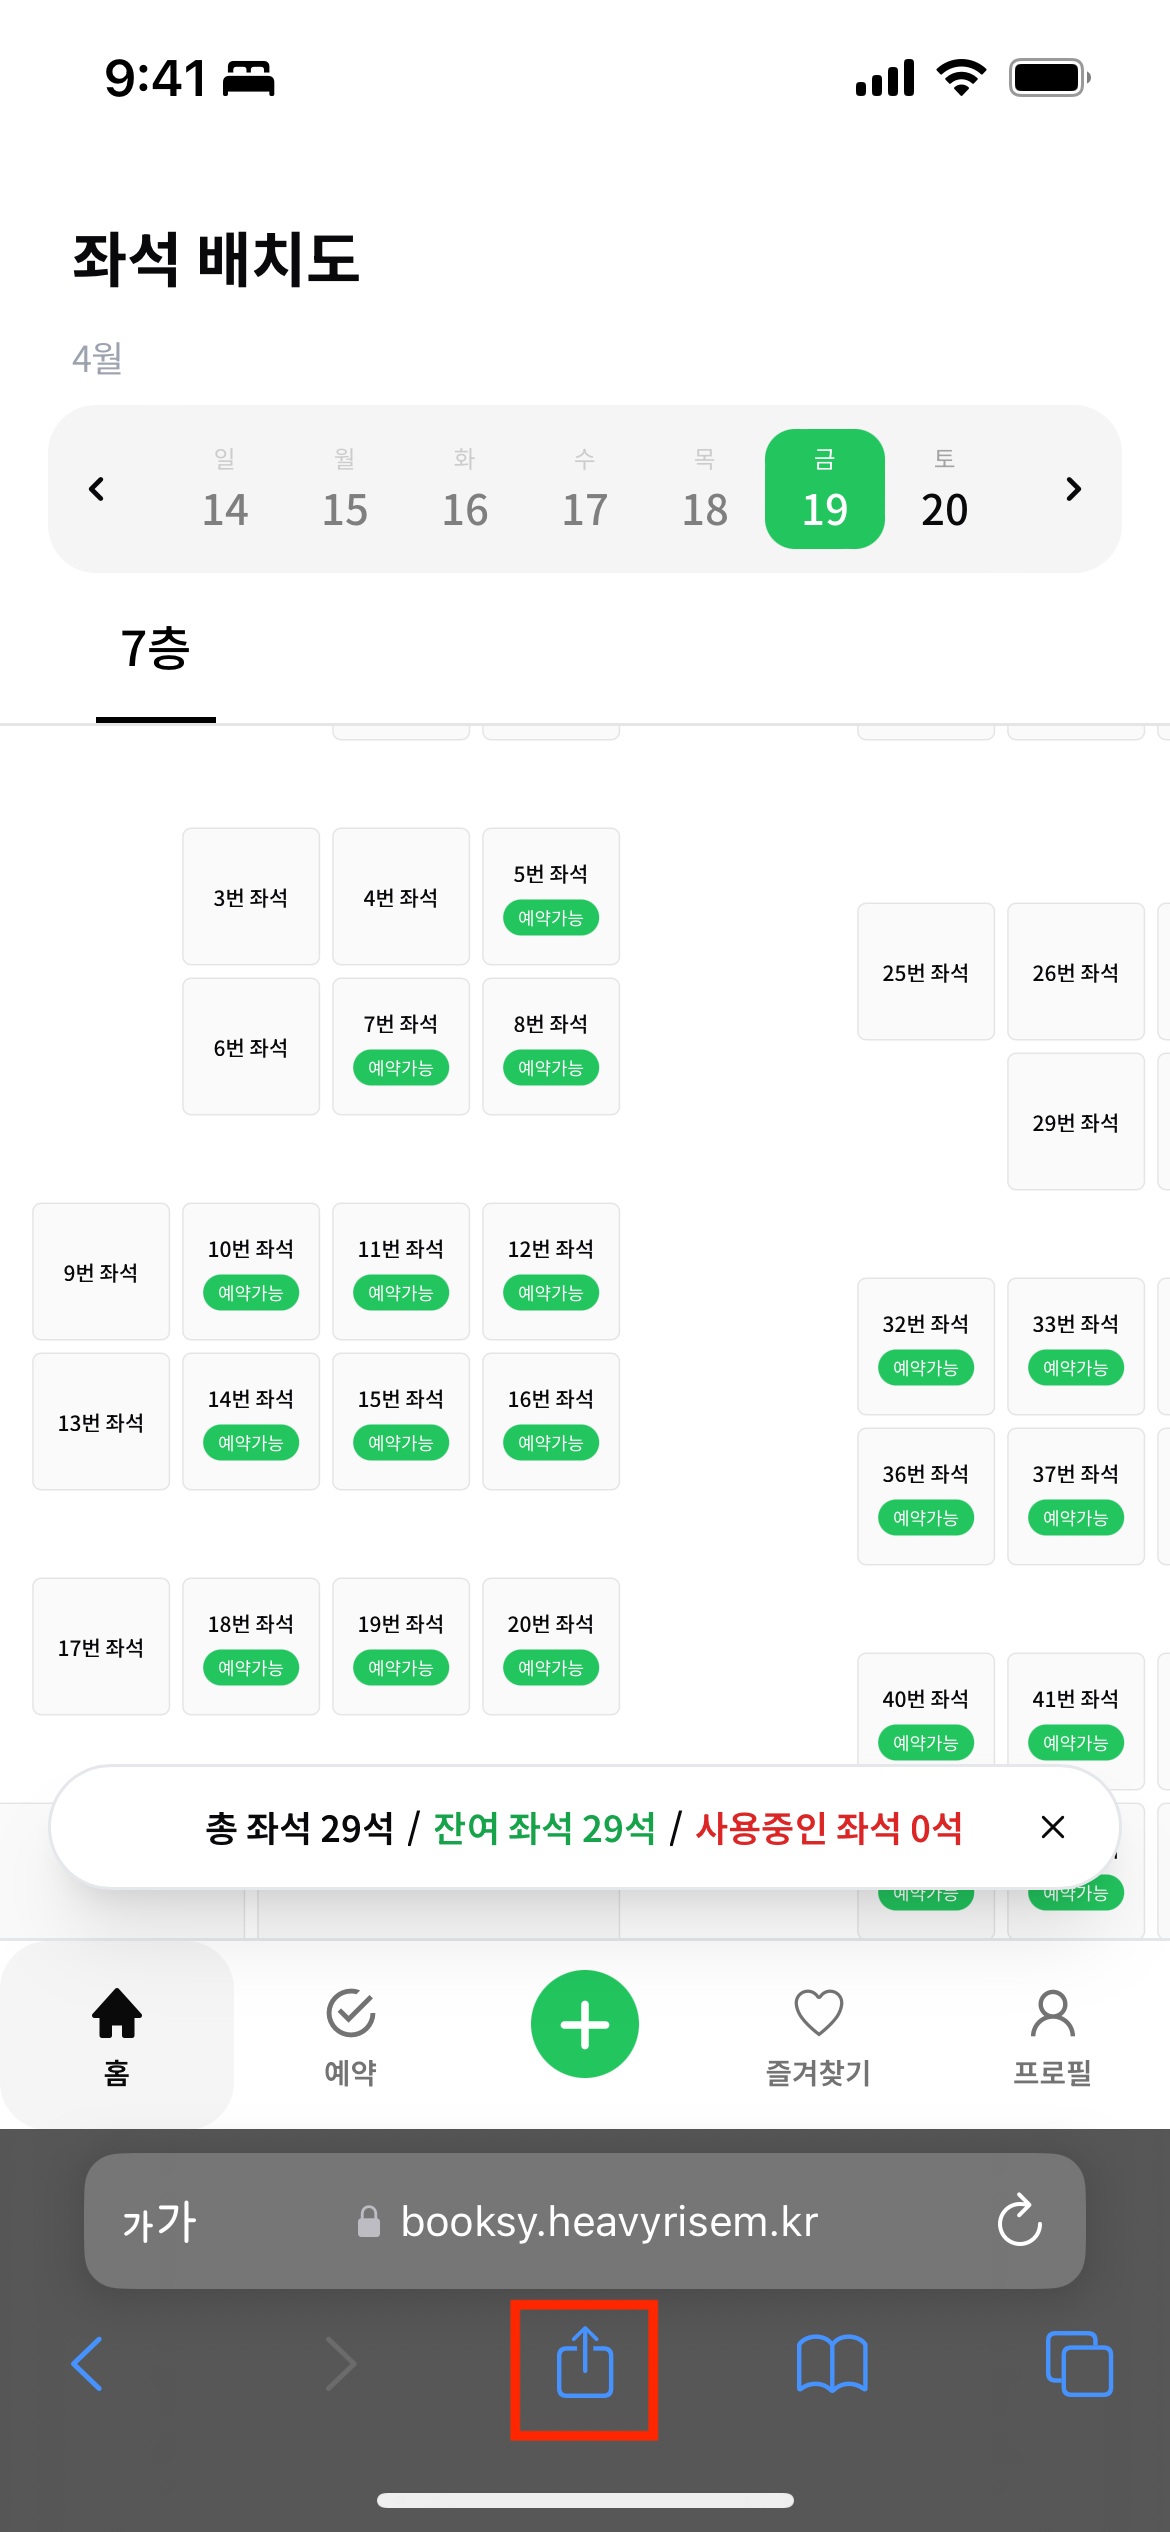 9:41
좌석 배치도
4월
일 월 화 수 목 금 토
14 15 16 17 18 19 20
7층
3번 좌석 4번 좌석 5번 좌석
예약가능
25번 좌석 26번 좌석
6번 좌석 7번 좌석 8번 좌석
예약가능 예약가능
29번 좌석
9번 좌석 10번 좌석 11번 좌석 12번 좌석
예약가능 예약가능 예약가능
32번 좌석 33번 좌석
예약가능 예약가능
13번 좌석 14번 좌석 15번 좌석 16번 좌석
예약가능 예약가능 예약가능
36번 좌석 37번 좌석
예약가능 예약가능
17번 좌석 18번 좌석 19번 좌석 20번 좌석
예약가능 예약가능 예약가능
40번 좌석 41번 좌석
예약가능 예약가능
총 좌석 29석 / 잔여 좌석 29석 / 사용중인 좌석 0석
예약가능 예약가능
홈 예약 즐겨찾기 프로필
가가 booksy.heavyrisem.kr